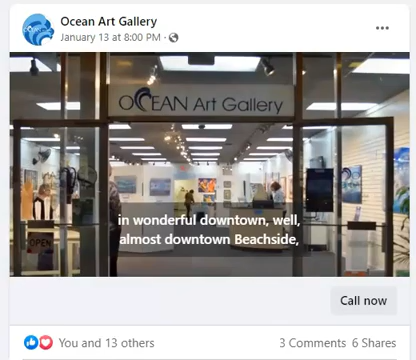 Ocean Art Gallery
January 13 at 8:00 PM ·
OCEAN Art Gallery
OPEN
in wonderful downtown, well,
almost downtown Beachside,
Call now
You and 13 others
3 Comments 6 Shares